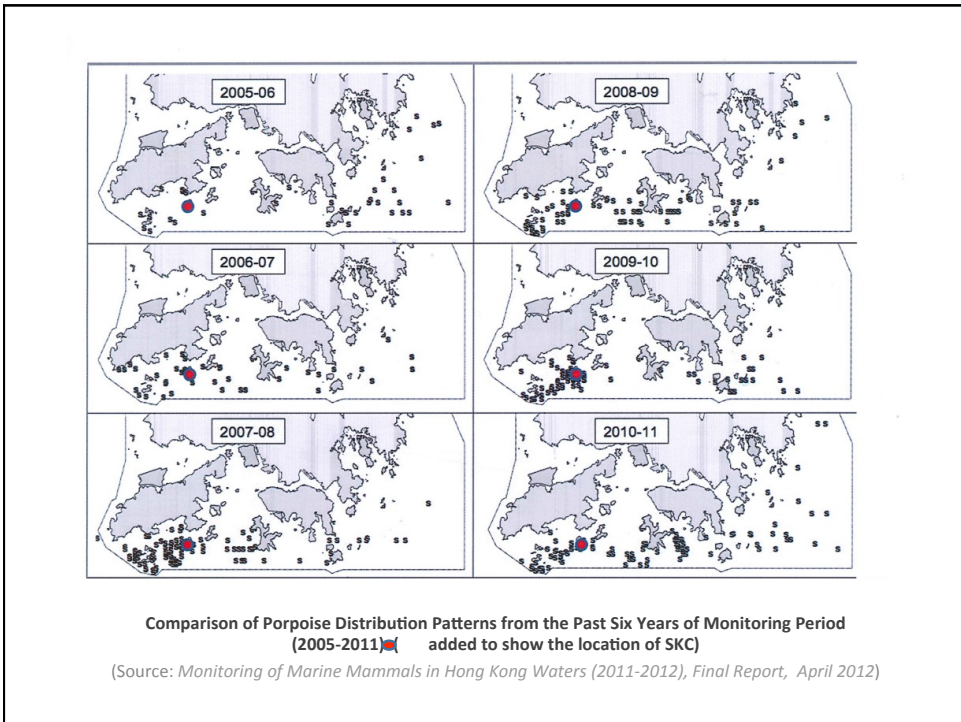 2005-06
2008-09
2006-07
2009-10
2007-08
2010-11
Comparison of Porpoise Distribution Patterns from the Past Six Years of Monitoring Period
(2005-2011) ( added to show the location of SKC)
(Source: Monitoring of Marine Mammals in Hong Kong Waters (2011-2012), Final Report, April 2012)